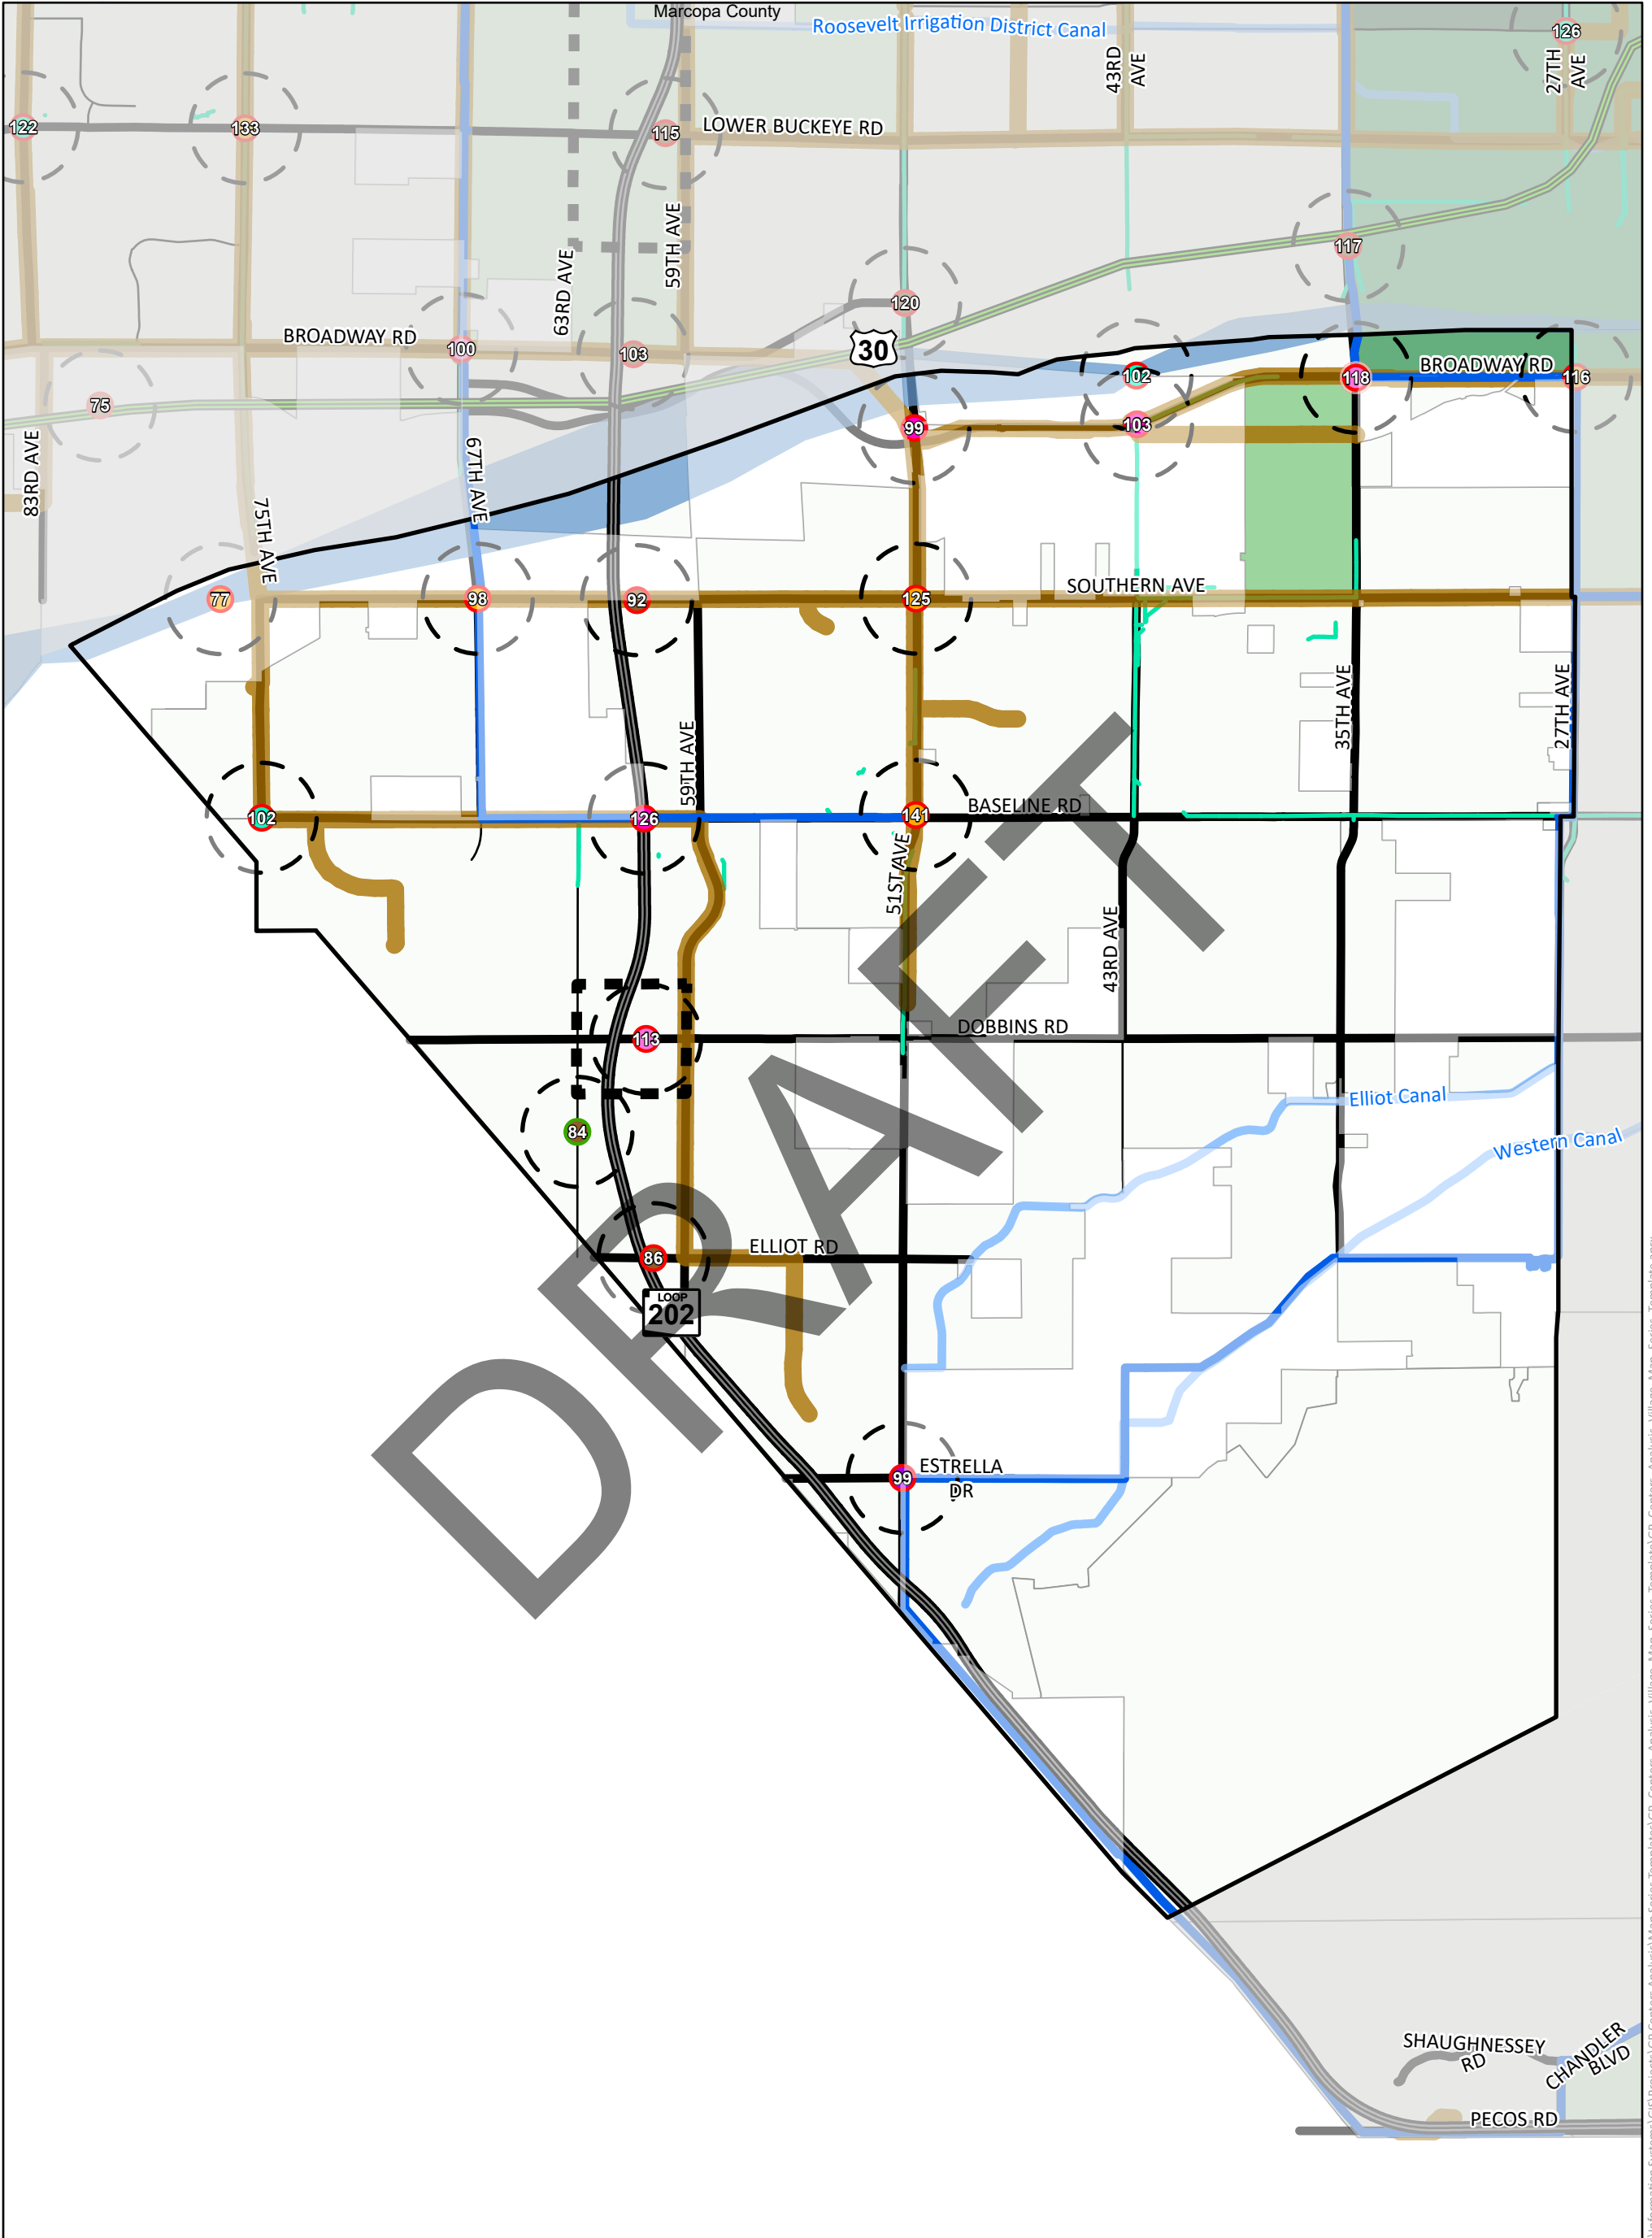 Marcopa County
Roosevelt Irrigation District Canal
43RD
AVE
27TH
AVE
126
122
133
115
LOWER BUCKEYE RD
59TH AVE
63RD AVE
117
120
BROADWAY RD
100
103
30
102
118
BROADWAY RD
116
75
99
103
83RD AVE
67TH AVE
75TH AVE
77
98
92
125
SOUTHERN AVE
59TH AVE
35TH AVE
27TH AVE
102
126
141
BASELINE RD
51ST AVE
43RD AVE
DOBBINS RD
113
Elliot Canal
84
Western Canal
86
ELLIOT RD
LOOP
202
DRAFT
99
ESTRELLA
DR
SHAUGHNESSEY
RD
CHANDLER
BLVD
PECOS RD